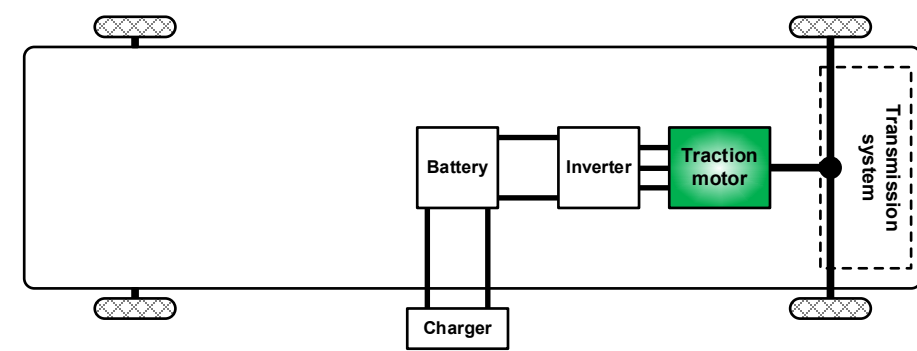 Battery
Inverter
Traction
motor
Transmission
system
Charger